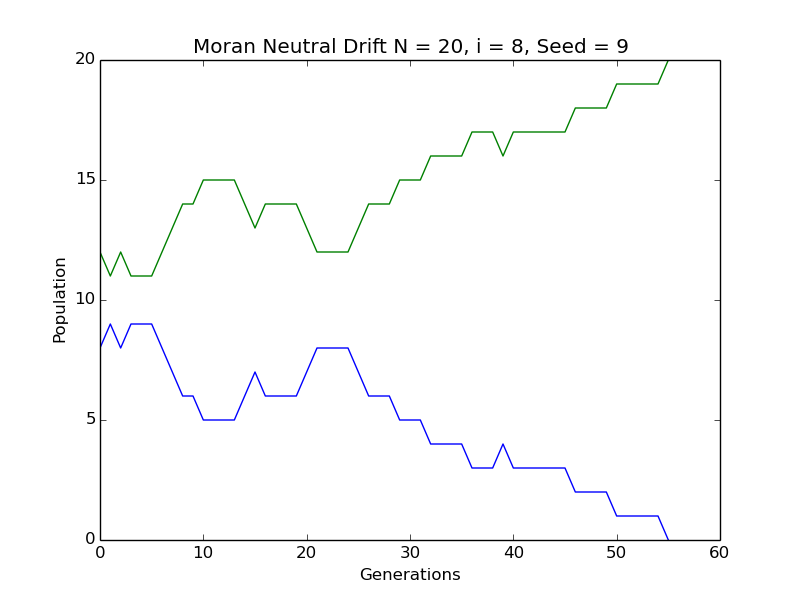 Moran Neutral Drift N = 20, i = 8, Seed = 9
20
15
10
5
0
Population
0 10 20 30 40 50 60
Generations